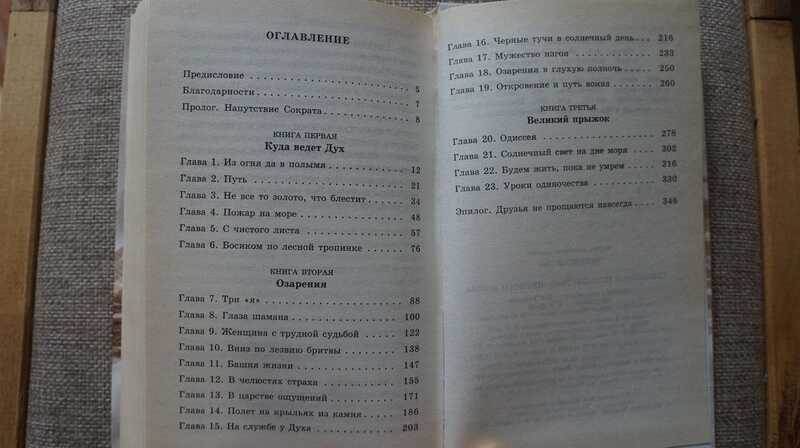 ОГЛАВЛЕНИЕ
Предисловие . . . . . . . . . . . . . . . . . . 5
Благодарности . . . . . . . . . . . . . . . . . 7
Пролог. Напутствие Сократа . . . . . . . . . . 8
КНИГА ПЕРВАЯ
Куда ведет Дух
Глава 1. Из огня да в полымя . . . . . . . . . 12
Глава 2. Путь . . . . . . . . . . . . . . . . . 21
Глава 3. Не все то золото, что блестит . . . . 34
Глава 4. Пожар на море . . . . . . . . . . . . 48
Глава 5. С чистого листа . . . . . . . . . . . 57
Глава 6. Босиком по лесной тропинке . . . . . . 76
КНИГА ВТОРАЯ
Озарения
Глава 7. Три «я» . . . . . . . . . . . . . . . 88
Глава 8. Глаза шамана . . . . . . . . . . . . . 100
Глава 9. Женщина с трудной судьбой . . . . . . 122
Глава 10. Вниз по лезвию бритвы . . . . . . . . 138
Глава 11. Башня жизни . . . . . . . . . . . . . 147
Глава 12. В челюстях страха . . . . . . . . . . 155
Глава 13. В царстве ощущений . . . . . . . . . 171
Глава 14. Полет на крыльях из камня . . . . . . 186
Глава 15. На службе у Духа . . . . . . . . . . 203
Глава 16. Черные тучи в солнечный день . . . . 216
Глава 17. Мужество изгоя . . . . . . . . . . . 233
Глава 18. Озарения в глухую полночь . . . . . . 250
Глава 19. Откровение и путь воина . . . . . . . 260
КНИГА ТРЕТЬЯ
Великий прыжок
Глава 20. Одиссея . . . . . . . . . . . . . . . 278
Глава 21. Солнечный свет на дне моря . . . . . 302
Глава 22. Будем жить, пока не умрем . . . . . . 316
Глава 23. Уроки одиночества . . . . . . . . . . 330
Эпилог. Друзья не прощаются навсегда . . . . . 346